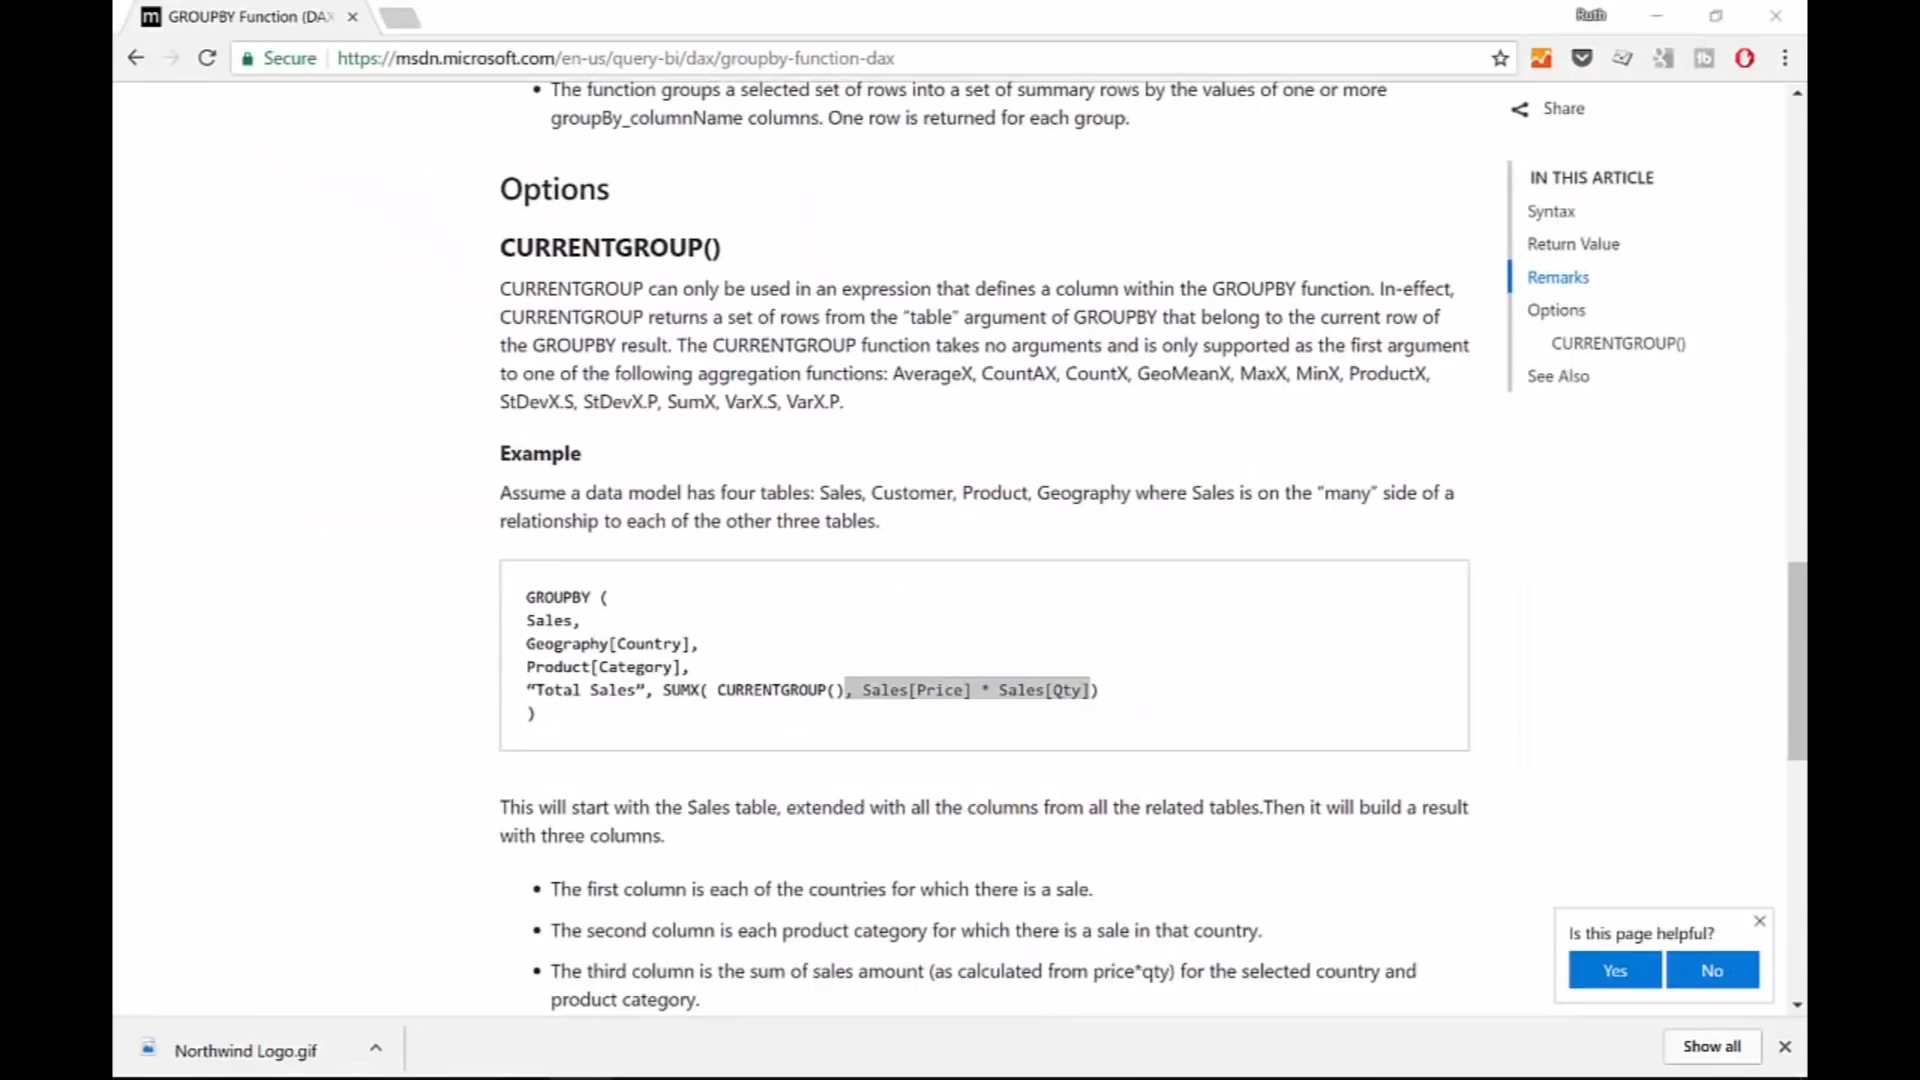 GROUPBY Function (DAX
Ruth
Secure
https://msdn.microsoft.com/en-us/query-bi/dax/groupby-function-dax
• The function groups a selected set of rows into a set of summary rows by the values of one or more
groupBy_columnName columns. One row is returned for each group.
Options
CURRENTGROUP()
CURRENTGROUP can only be used in an expression that defines a column within the GROUPBY function. In-effect,
CURRENTGROUP returns a set of rows from the “table” argument of GROUPBY that belong to the current row of
the GROUPBY result. The CURRENTGROUP function takes no arguments and is only supported as the first argument
to one of the following aggregation functions: AverageX, CountAX, CountX, GeoMeanX, MaxX, MinX, ProductX,
StDevX.S, StDevX.P, SumX, VarX.S, VarX.P.
Example
Assume a data model has four tables: Sales, Customer, Product, Geography where Sales is on the “many” side of a
relationship to each of the other three tables.
GROUPBY (
Sales,
Geography[Country],
Product[Category],
“Total Sales”, SUMX( CURRENTGROUP(), Sales[Price] * Sales[Qty])
)
This will start with the Sales table, extended with all the columns from all the related tables.Then it will build a result
with three columns.
• The first column is each of the countries for which there is a sale.
• The second column is each product category for which there is a sale in that country.
• The third column is the sum of sales amount (as calculated from price*qty) for the selected country and
product category.
Share
IN THIS ARTICLE
Syntax
Return Value
Remarks
Options
CURRENTGROUP()
See Also
Is this page helpful?
Yes
No
Northwind Logo.gif
Show all